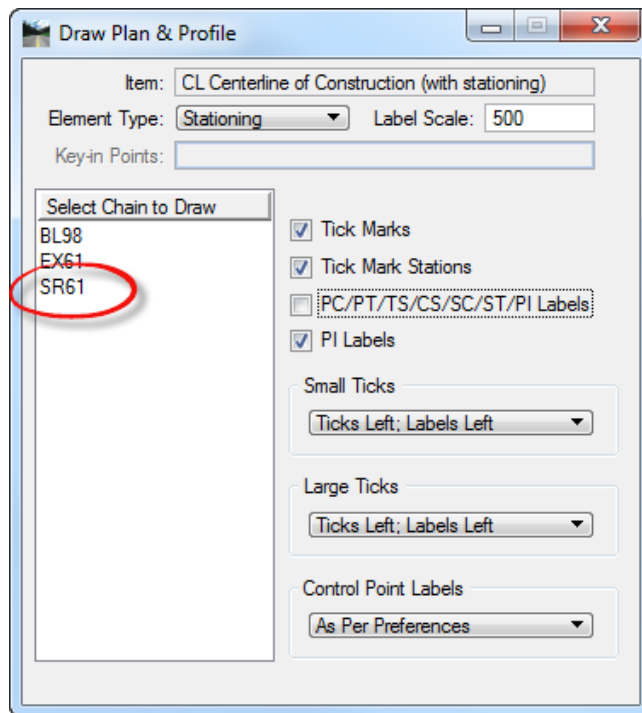 Draw Plan & Profile
Item: CL Centerline of Construction (with stationing)
Element Type: Stationing Label Scale: 500
Key-in Points:
Select Chain to Draw
BL98
EX61
SR61
Tick Marks
Tick Mark Stations
PC/PT/TS/CS/SC/ST/PI Labels
PI Labels
Small Ticks
Ticks Left; Labels Left
Large Ticks
Ticks Left; Labels Left
Control Point Labels
As Per Preferences